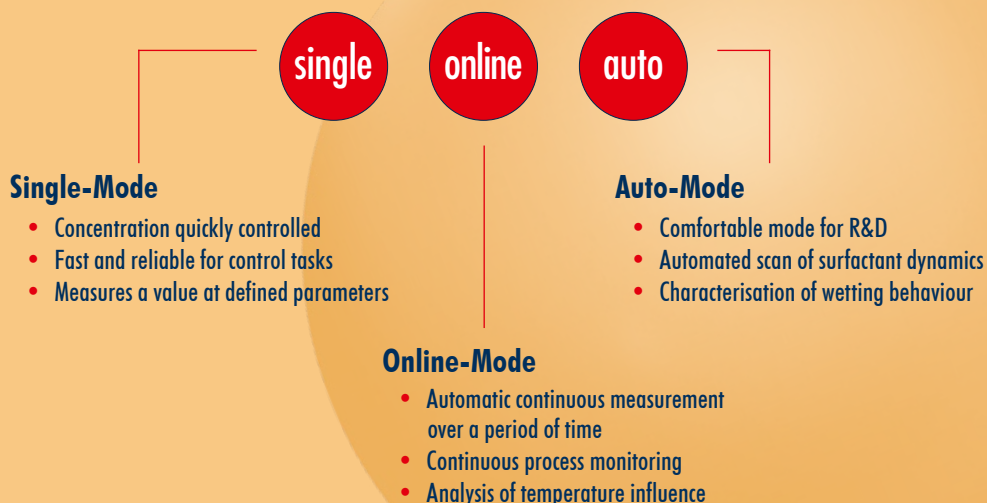 single
online
auto
Single-Mode
• Concentration quickly controlled
• Fast and reliable for control tasks
• Measures a value at defined parameters
Auto-Mode
• Comfortable mode for R&D
• Automated scan of surfactant dynamics
• Characterisation of wetting behaviour
Online-Mode
• Automatic continuous measurement
over a period of time
• Continuous process monitoring
• Analysis of temperature influence